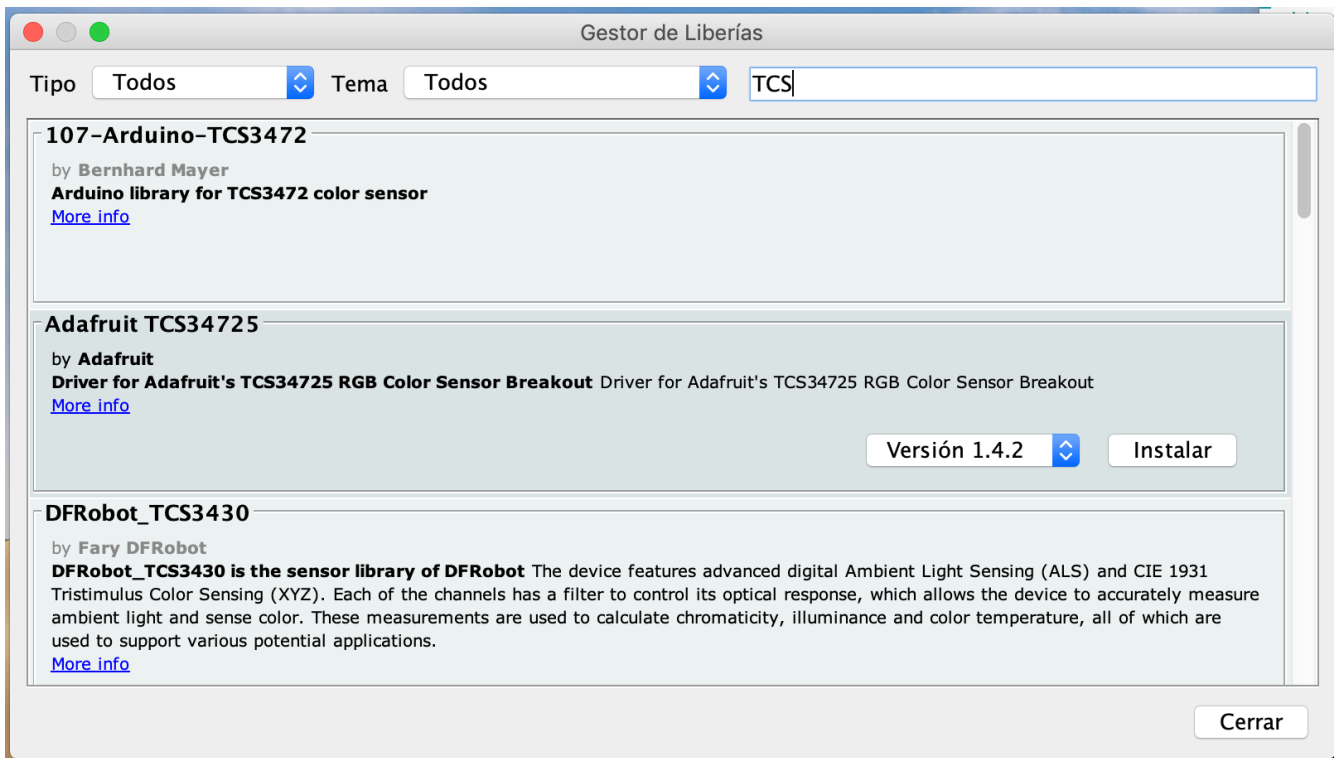 Gestor de Liberías
Tipo Todos Tema Todos TCS
107-Arduino-TCS3472
by Bernhard Mayer
Arduino library for TCS3472 color sensor
More info
Adafruit TCS34725
by Adafruit
Driver for Adafruit's TCS34725 RGB Color Sensor Breakout Driver for Adafruit's TCS34725 RGB Color Sensor Breakout
More info
Versión 1.4.2 Instalar
DFRobot_TCS3430
by Fary DFRobot
DFRobot_TCS3430 is the sensor library of DFRobot The device features advanced digital Ambient Light Sensing (ALS) and CIE 1931
Tristimulus Color Sensing (XYZ). Each of the channels has a filter to control its optical response, which allows the device to accurately measure
ambient light and sense color. These measurements are used to calculate chromaticity, illuminance and color temperature, all of which are
used to support various potential applications.
More info
Cerrar